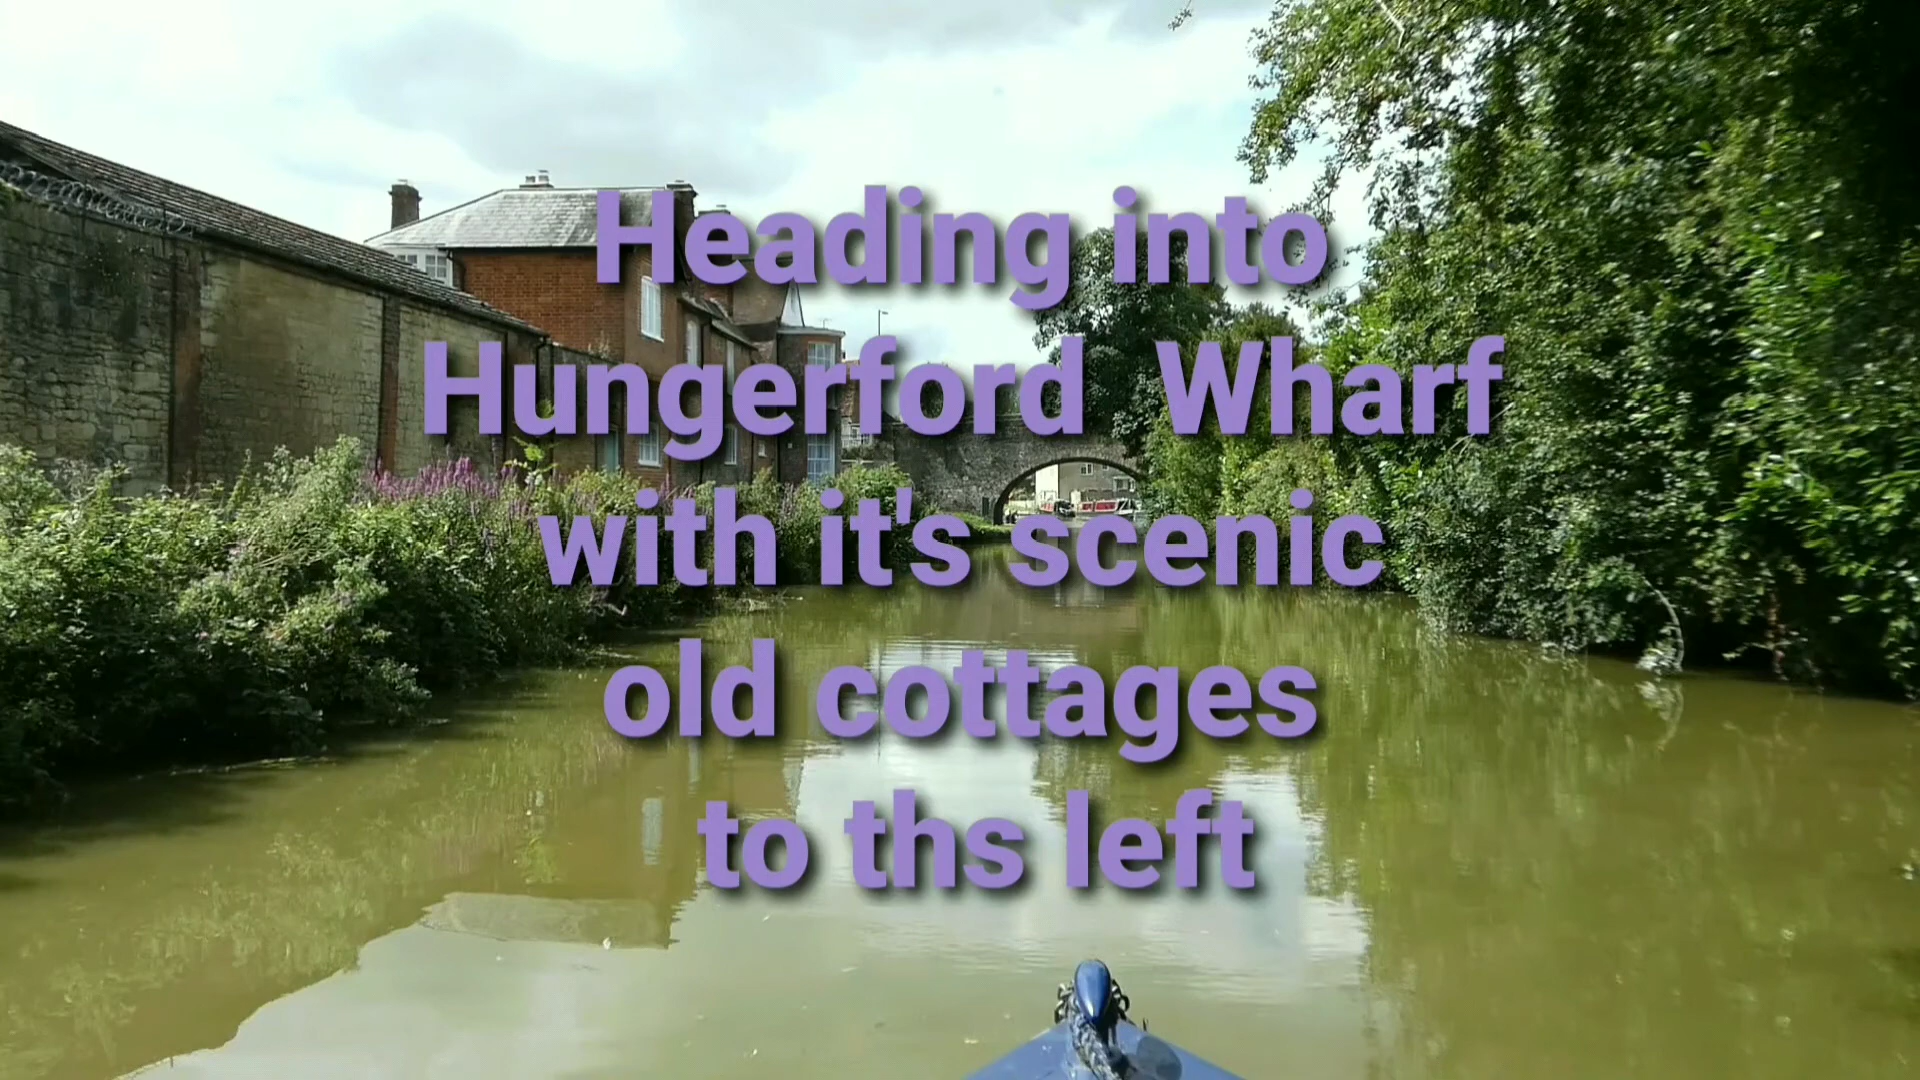 Heading into
Hungerford  Wharf
with it's scenic
old cottages
to ths left